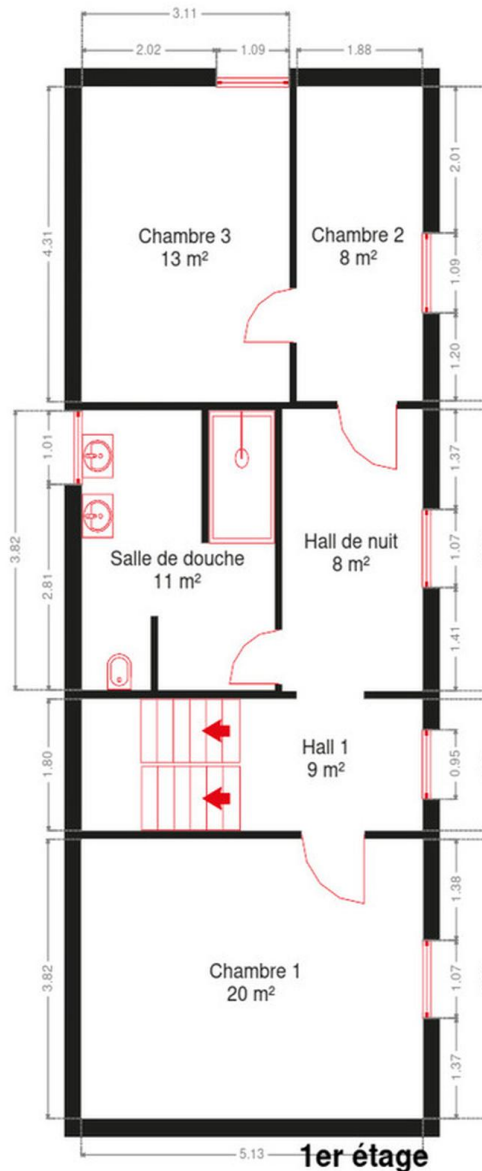 3.11
2.02
1.09
1.88
4.31
Chambre 3
13 m²
Chambre 2
8 m²
2.01
1.09
1.20
3.82
1.01
2.81
Salle de douche
11 m²
Hall de nuit
8 m²
1.37
1.07
1.41
1.80
Hall 1
9 m²
0.95
3.82
Chambre 1
20 m²
1.38
1.07
1.37
5.13
1er étage